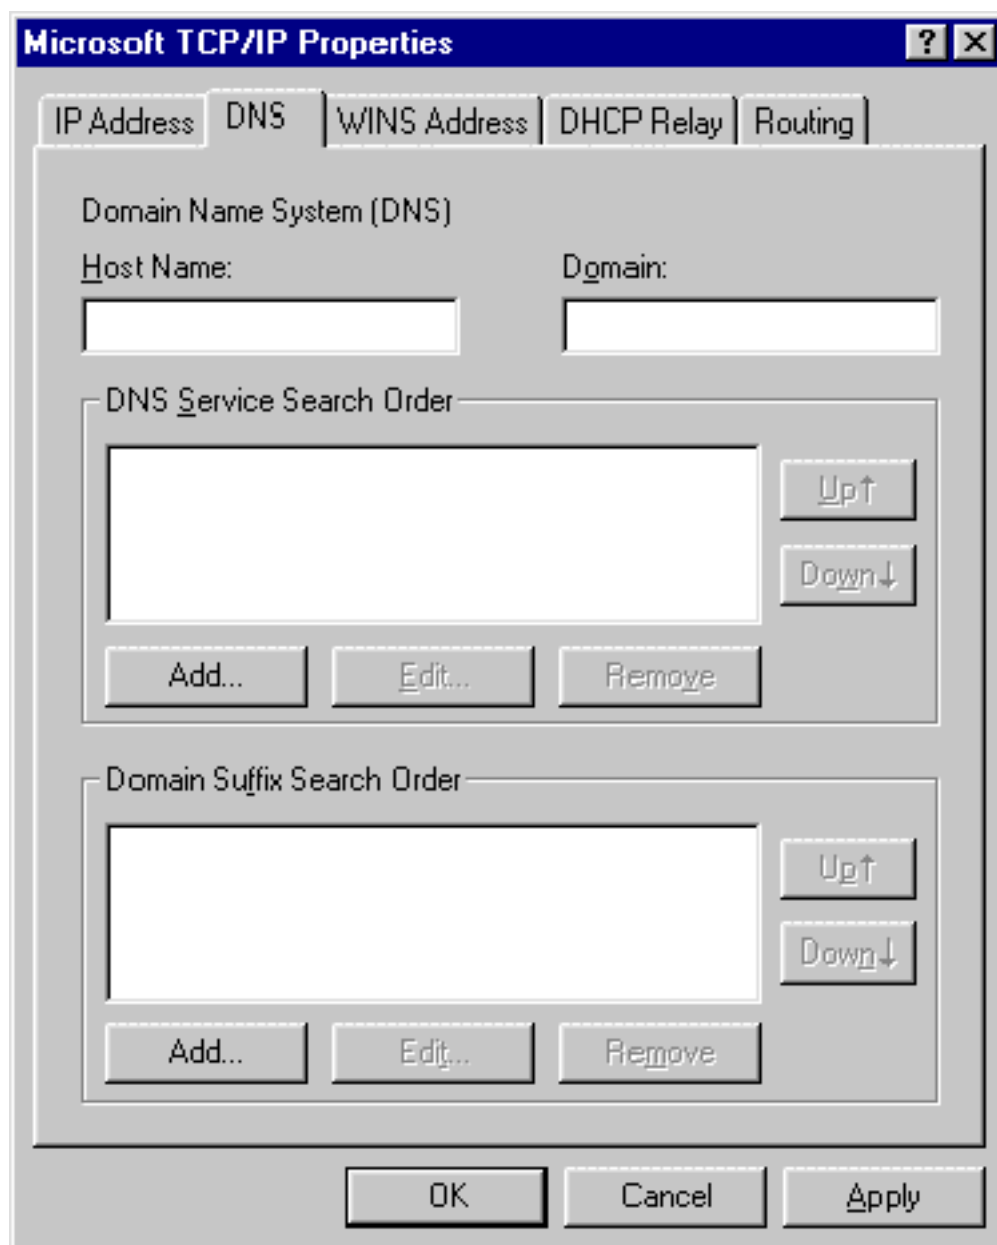 Microsoft TCP/IP Properties
IP Address DNS WINS Address DHCP Relay Routing
Domain Name System (DNS)
Host Name: Domain:
DNS Service Search Order
Up↑
Down↓
Add... Edit... Remove
Domain Suffix Search Order
Up↑
Down↓
Add... Edit... Remove
OK Cancel Apply